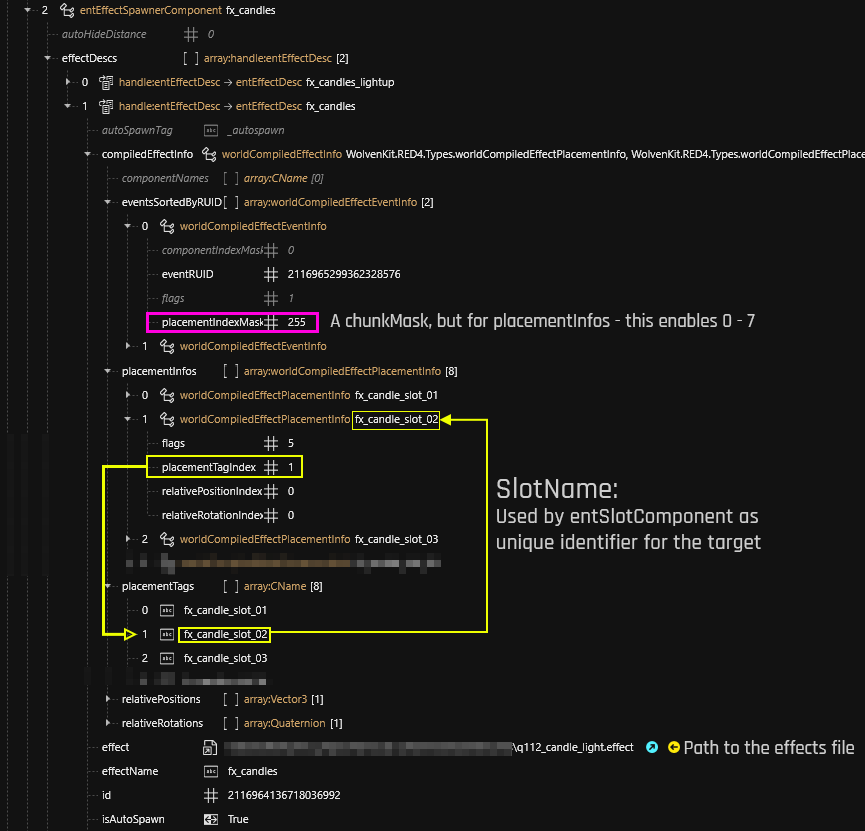 2 entEffectSpawnerComponent fx_candles
autoHideDistance 0
effectDescs [ ] array:handle:entEffectDesc [2]
0 handle:entEffectDesc → entEffectDesc fx_candles_lightup
1 handle:entEffectDesc → entEffectDesc fx_candles
autoSpawnTag abc _autospawn
compiledEffectInfo worldCompiledEffectInfo WolvenKit.RED4.Types.worldCompiledEffectPlacementInfo, WolvenKit.RED4.Types.worldCompiledEffectPlace
componentNames [ ] array:CName [0]
eventsSortedByRUID [ ] array:worldCompiledEffectEventInfo [2]
0 worldCompiledEffectEventInfo
componentIndexMask 0
eventRUID 2116965299362328576
flags 1
placementIndexMask 255 A chunkMask, but for placementInfos - this enables 0 - 7
1 worldCompiledEffectEventInfo
placementInfos [ ] array:worldCompiledEffectPlacementInfo [8]
0 worldCompiledEffectPlacementInfo fx_candle_slot_01
1 worldCompiledEffectPlacementInfo fx_candle_slot_02
flags 5
placementTagIndex 1
relativePositionIndex 0
SlotName:
relativeRotationIndex 0
Used by entSlotComponent as
unique identifier for the target
2 worldCompiledEffectPlacementInfo fx_candle_slot_03
placementTags [ ] array:CName [8]
0 abc fx_candle_slot_01
1 abc fx_candle_slot_02
2 abc fx_candle_slot_03
relativePositions [ ] array:Vector3 [1]
relativeRotations [ ] array:Quaternion [1]
effect \q112_candle_light.effect Path to the effects file
effectName abc fx_candles
id 2116964136718036992
isAutoSpawn True